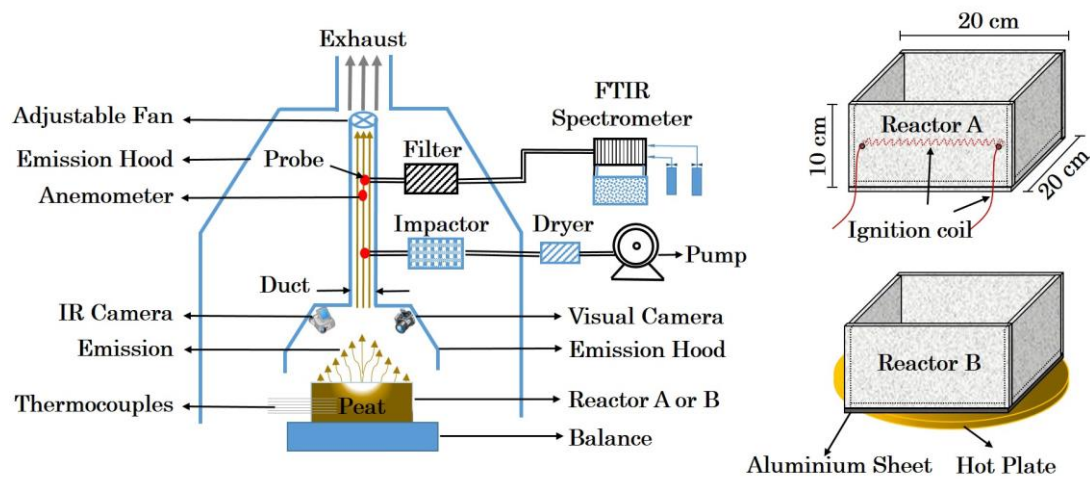 Exhaust
Adjustable Fan
Emission Hood
Probe
Anemometer
Filter
FTIR
Spectrometer
Impactor
Dryer
Pump
Duct
IR Camera
Visual Camera
Emission
Emission Hood
Thermocouples
Peat
Reactor A or B
Balance
20 cm
10 cm
Reactor A
20 cm
Ignition coil
Reactor B
Aluminium Sheet
Hot Plate